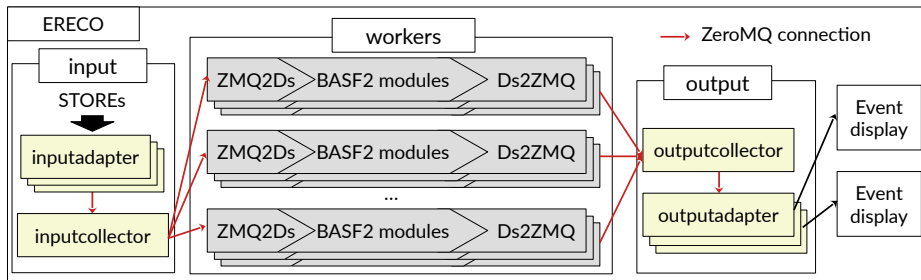 ERECO
input
STOREs
inputadapter
inputcollector
workers
ZMQ2Ds BASF2 modules Ds2ZMQ
ZMQ2Ds BASF2 modules Ds2ZMQ
...
ZMQ2Ds BASF2 modules Ds2ZMQ
ZeroMQ connection
output
outputcollector
outputadapter
Event
display
Event
display